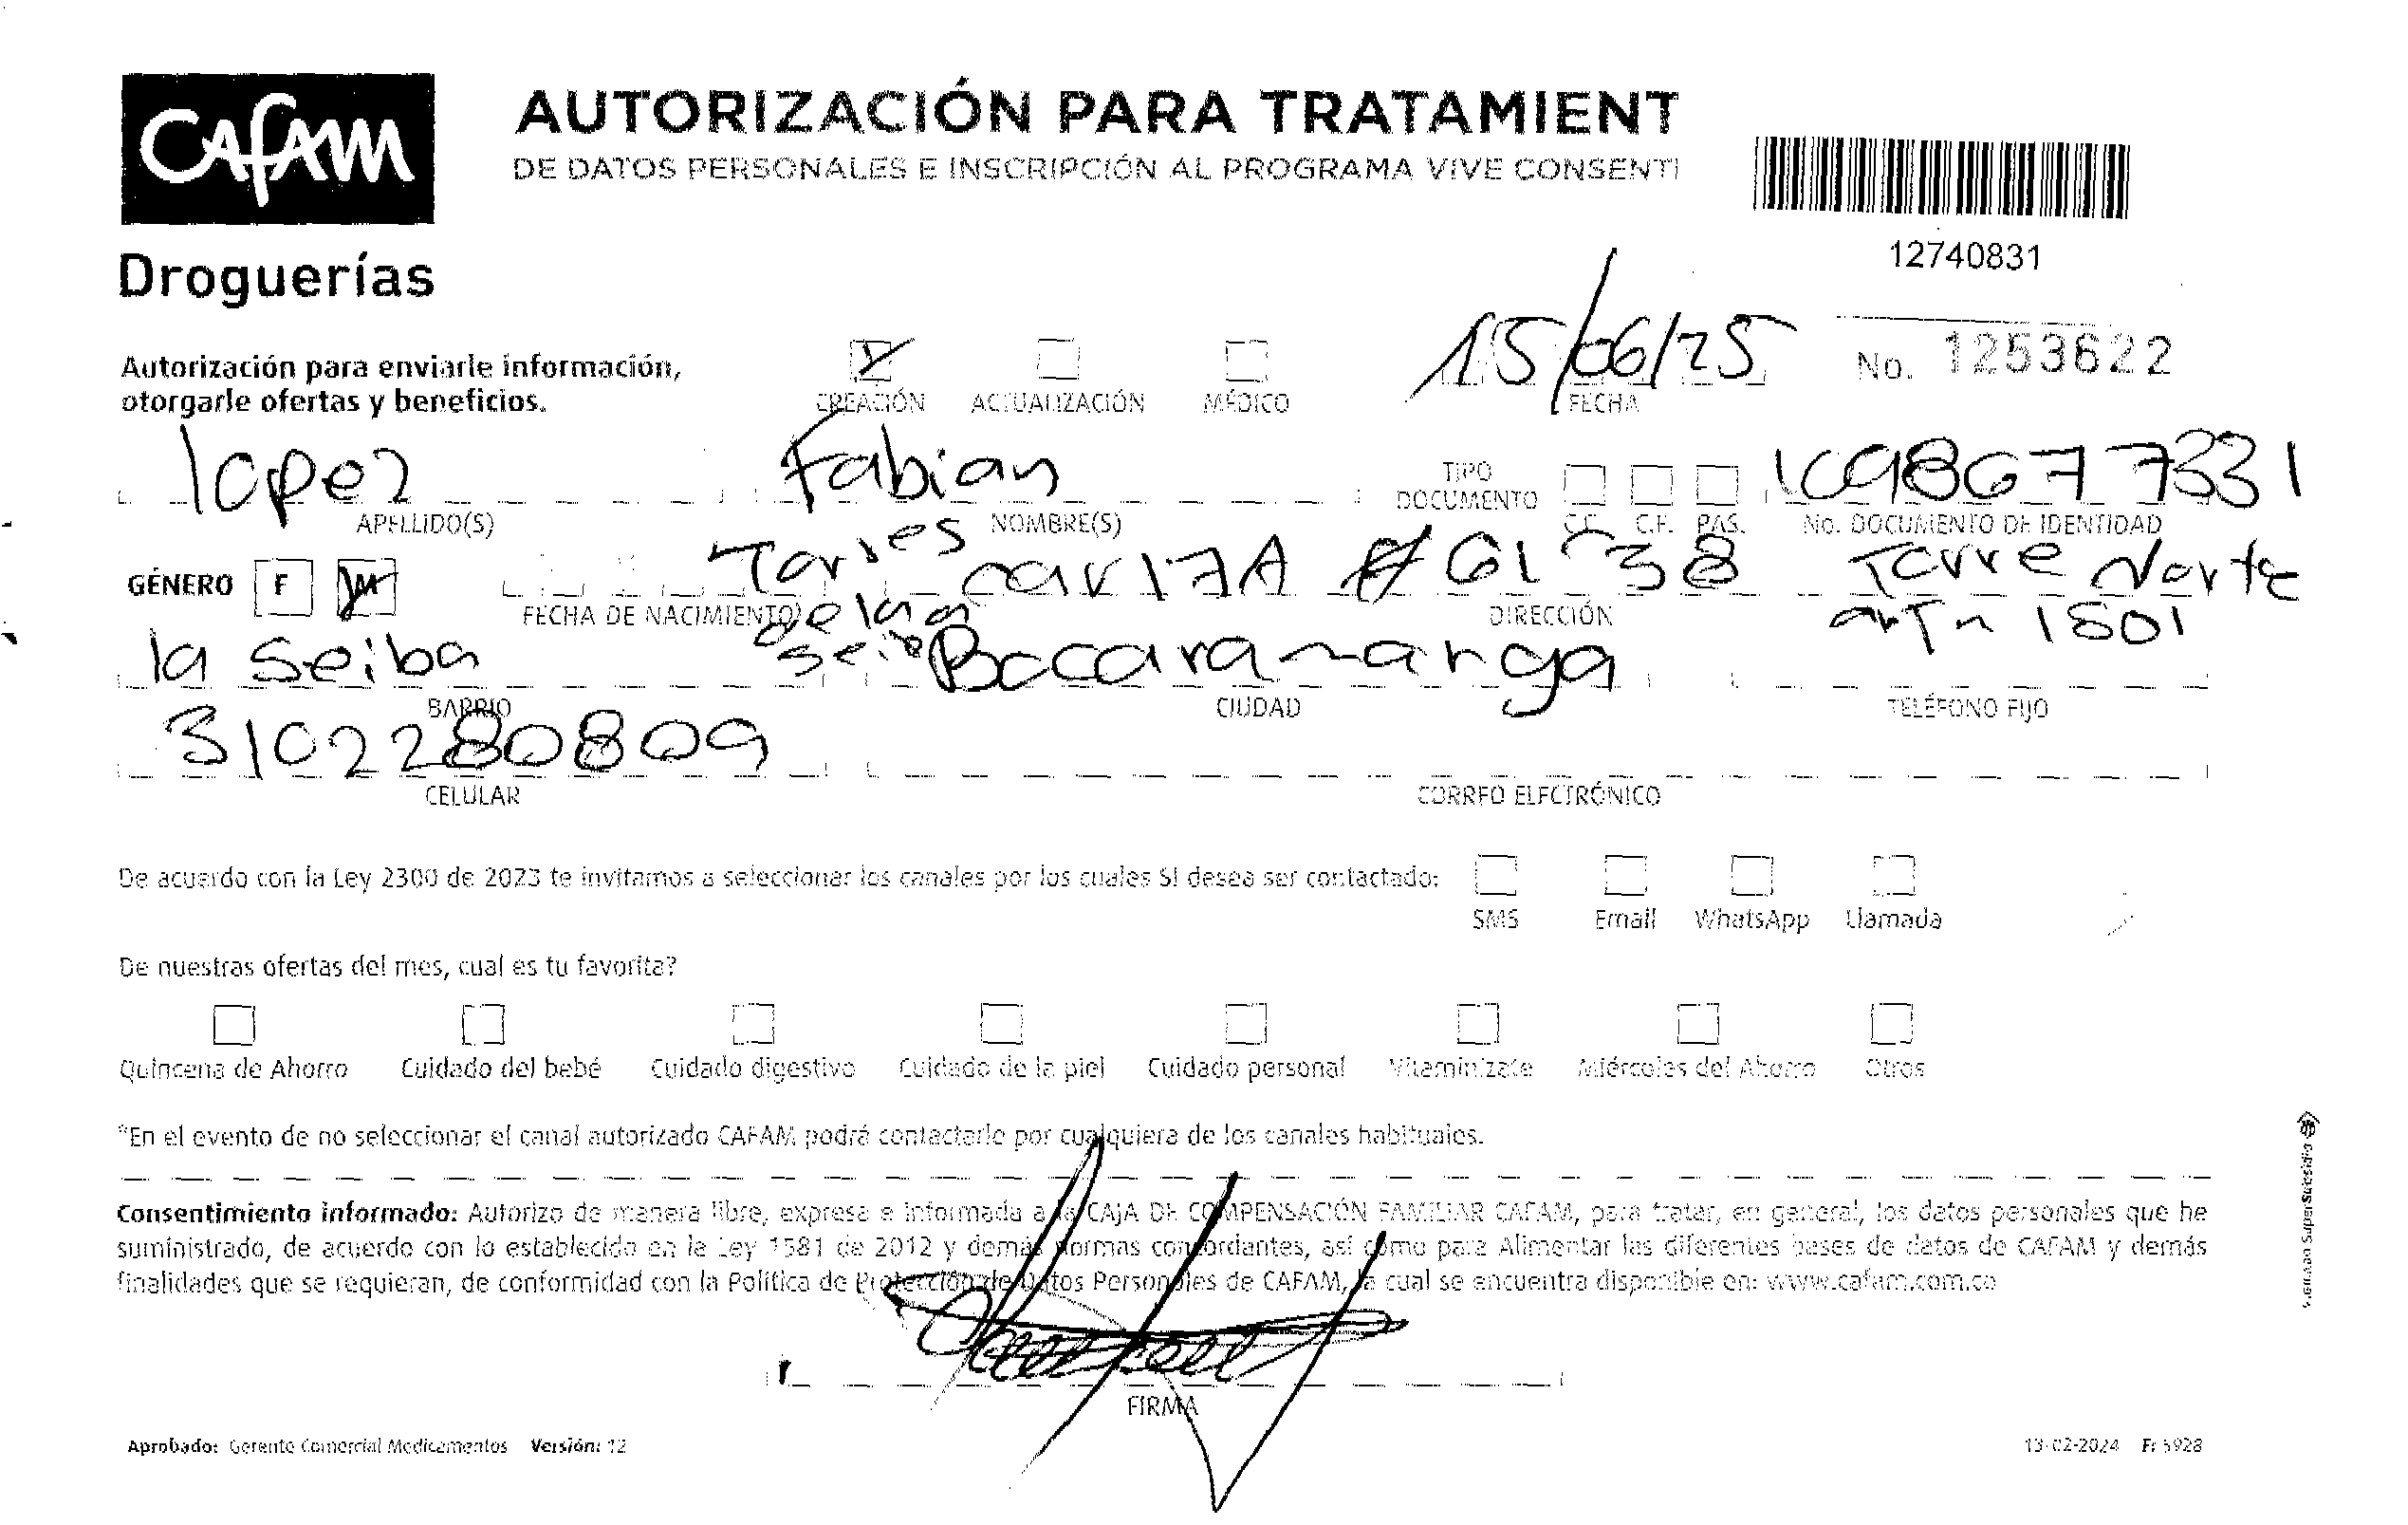 Cafam
AUTORIZACIÓN PARA TRATAMIENT
DE DATOS PERSONALES E INSCRIPCIÓN AL PROGRAMA VIVE CONSENTI
12740831
Droguerías
Autorización para enviarle información,
otorgarle ofertas y beneficios.
CREACIÓN ACTUALIZACIÓN MÉDICO
15/06/25
FECHA
No. 1253622
lopez Fabian
TIPO DOCUMENTO
C.C. C.E. PAS.
1098677331
APELLIDO(S) NOMBRE(S) No. DOCUMENTO DE IDENTIDAD
GÉNERO F M
Torres de la seiba
carr 17A # 61-38 Torre Norte
1501
FECHA DE NACIMIENTO DIRECCIÓN
la seiba Bucaramanga
BARRIO CIUDAD TELÉFONO FIJO
3102280809
CELULAR CORREO ELECTRÓNICO
De acuerdo con la Ley 2300 de 2023 te invitamos a seleccionar los canales por los cuales SI desea ser contactado:
SMS Email WhatsApp Llamada
De nuestras ofertas del mes, cual es tu favorita?
Quincena de Ahorro Cuidado del bebé Cuidado digestivo Cuidado de la piel Cuidado personal Vitamínizate Miércoles del Ahorro Otros
*En el evento de no seleccionar el canal autorizado CAFAM podrá contactarle por cualquiera de los canales habituales.
Consentimiento informado: Autorizo de manera libre, expresa e informada a la CAJA DE COMPENSACIÓN FAMILIAR CAFAM, para tratar, en general, los datos personales que he
suministrado, de acuerdo con lo establecido en la Ley 1581 de 2012 y demás normas concordantes, así como para Alimentar las diferentes bases de datos de CAFAM y demás
finalidades que se requieran, de conformidad con la Política de Protección de Datos Personales de CAFAM, la cual se encuentra disponible en: www.cafam.com.co
FIRMA
Aprobado: Gerente Comercial Medicamentos Versión: 12
13-02-2024 F: 5928
VIGILADO SuperSubsidio